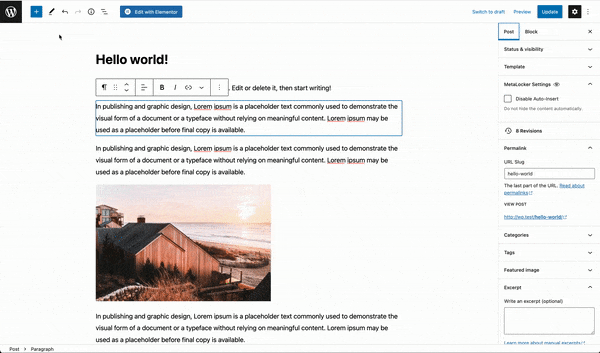 Edit with Elementor
Switch to draft
Preview
Update
Hello world!
B
I
. Edit or delete it, then start writing!
In publishing and graphic design, Lorem ipsum is a placeholder text commonly used to demonstrate the
visual form of a document or a typeface without relying on meaningful content. Lorem ipsum may be
used as a placeholder before final copy is available.
In publishing and graphic design, Lorem ipsum is a placeholder text commonly used to demonstrate the
visual form of a document or a typeface without relying on meaningful content. Lorem ipsum may be
used as a placeholder before final copy is available.
In publishing and graphic design, Lorem ipsum is a placeholder text commonly used to demonstrate the
visual form of a document or a typeface without relying on meaningful content. Lorem ipsum may be
used as a placeholder before final copy is available.
Post
Block
Status & visibility
Template
MetaLocker Settings
Disable Auto-Insert
Do not hide the content automatically.
8 Revisions
Permalink
URL Slug
hello-world
The last part of the URL. Read about
permalinks
VIEW POST
http://wp.test/hello-world/
Categories
Tags
Featured image
Excerpt
Write an excerpt (optional)
Learn more about manual excerpts
Post > Paragraph